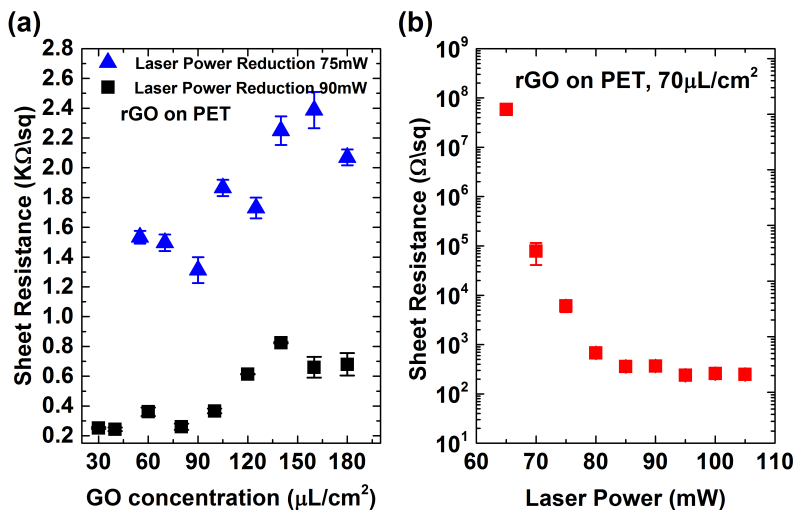 (a)
2.8
2.6
2.4
2.2
2.0
1.8
1.6
1.4
1.2
1.0
0.8
0.6
0.4
0.2
Sheet Resistance (KΩ\sq)
Laser Power Reduction 75mW
Laser Power Reduction 90mW
rGO on PET
30 60 90 120 150 180
GO concentration (μL/cm²)
(b)
10⁹
10⁸
10⁷
10⁶
10⁵
10⁴
10³
10²
10¹
Sheet Resistance (Ω\sq)
rGO on PET, 70μL/cm²
60 70 80 90 100 110
Laser Power (mW)